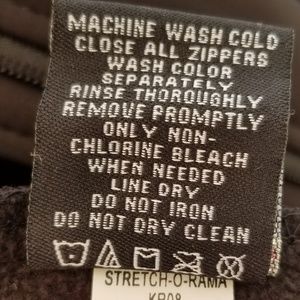 MACHINE WASH COLD
CLOSE ALL ZIPPERS
WASH COLOR
SEPARATELY
RINSE THOROUGHLY
REMOVE PROMPTLY
ONLY NON-
CHLORINE BLEACH
WHEN NEEDED
LINE DRY
DO NOT IRON
DO NOT DRY CLEAN
STRETCH-O-RAMA
KR08